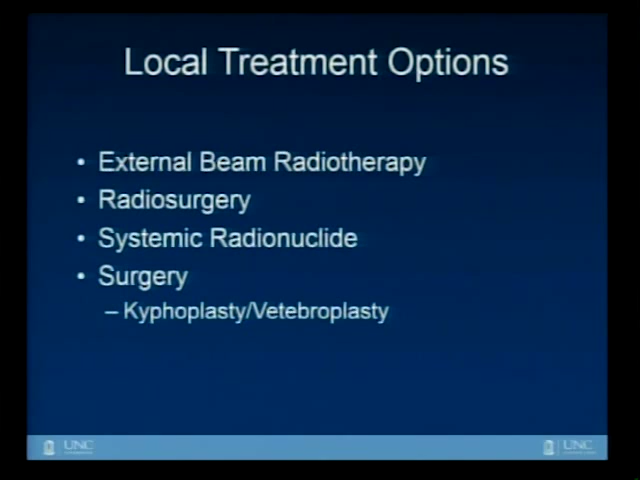 Local Treatment Options
• External Beam Radiotherapy
• Radiosurgery
• Systemic Radionuclide
• Surgery
– Kyphoplasty/Vetebroplasty
UNC
UNC